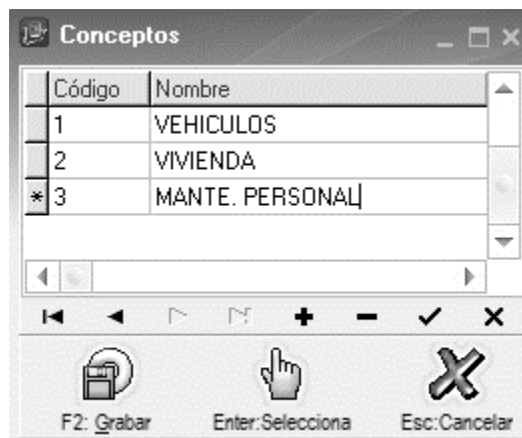 Conceptos
Código Nombre
1 VEHICULOS
2 VIVIENDA
* 3 MANTE. PERSONAL
F2: Grabar Enter:Selecciona Esc:Cancelar